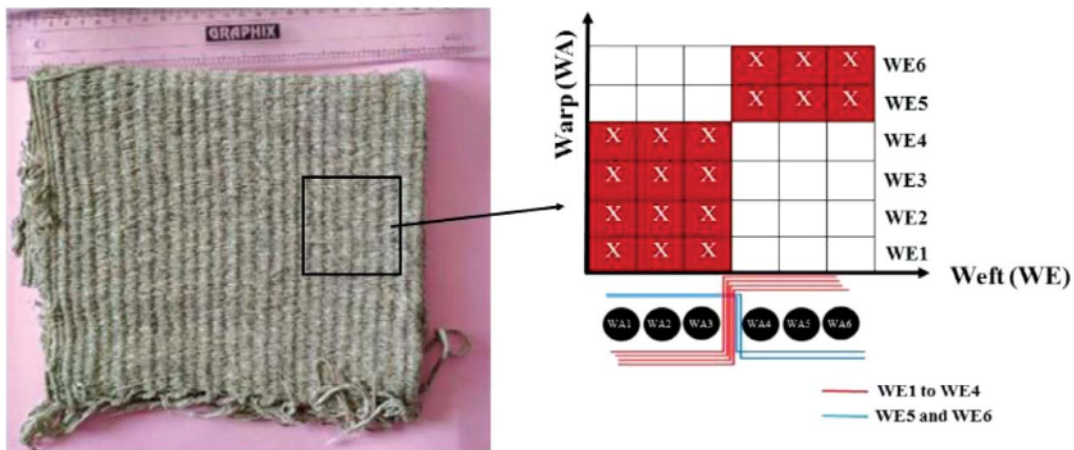 GRAPHIX
Warp (WA)
X X X WE6
X X X WE5
X X X WE4
X X X WE3
X X X WE2
X X X WE1
Weft (WE)
WA1 WA2 WA3 WA4 WA5 WA6
WE1 to WE4
WE5 and WE6